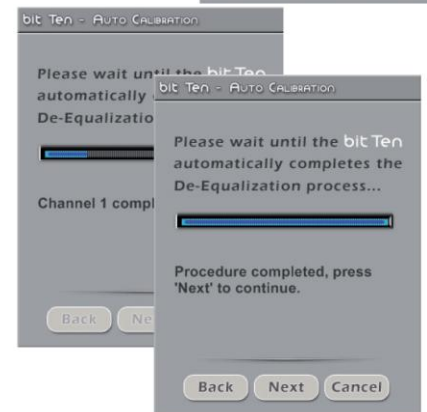 bit Ten - Auto Calibration
Please wait until the bit Ten
automatically
De-Equalizatio
Channel 1 compl
Back Ne
bit Ten - Auto Calibration
Please wait until the bit Ten
automatically completes the
De-Equalization process...
Procedure completed, press
'Next' to continue.
Back Next Cancel